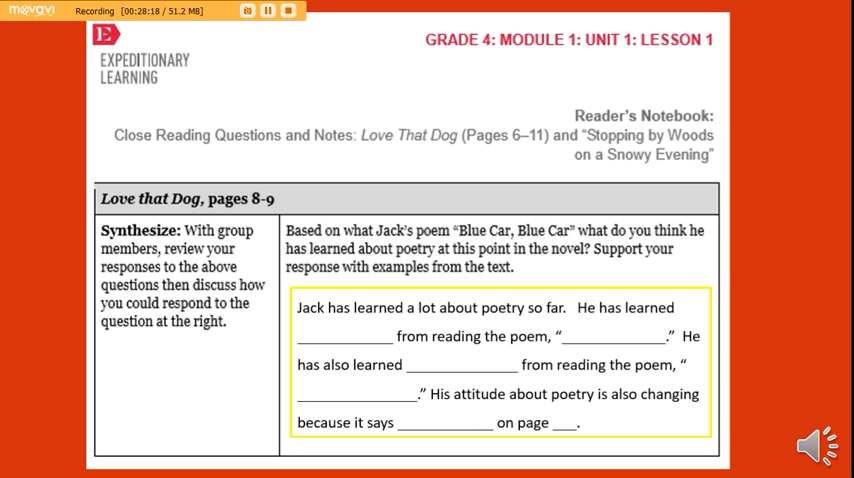 movavi Recording [00:28:18 / 51.2 MB]
E
GRADE 4: MODULE 1: UNIT 1: LESSON 1
EXPEDITIONARY
LEARNING
Reader's Notebook:
Close Reading Questions and Notes: Love That Dog (Pages 6–11) and “Stopping by Woods
on a Snowy Evening”
Love that Dog, pages 8-9
Synthesize: With group
members, review your
responses to the above
questions then discuss how
you could respond to the
question at the right.
Based on what Jack's poem “Blue Car, Blue Car” what do you think he
has learned about poetry at this point in the novel? Support your
response with examples from the text.
Jack has learned a lot about poetry so far. He has learned
____________ from reading the poem, “_____________.” He
has also learned ______________ from reading the poem, “
_______________.” His attitude about poetry is also changing
because it says ____________ on page ___.